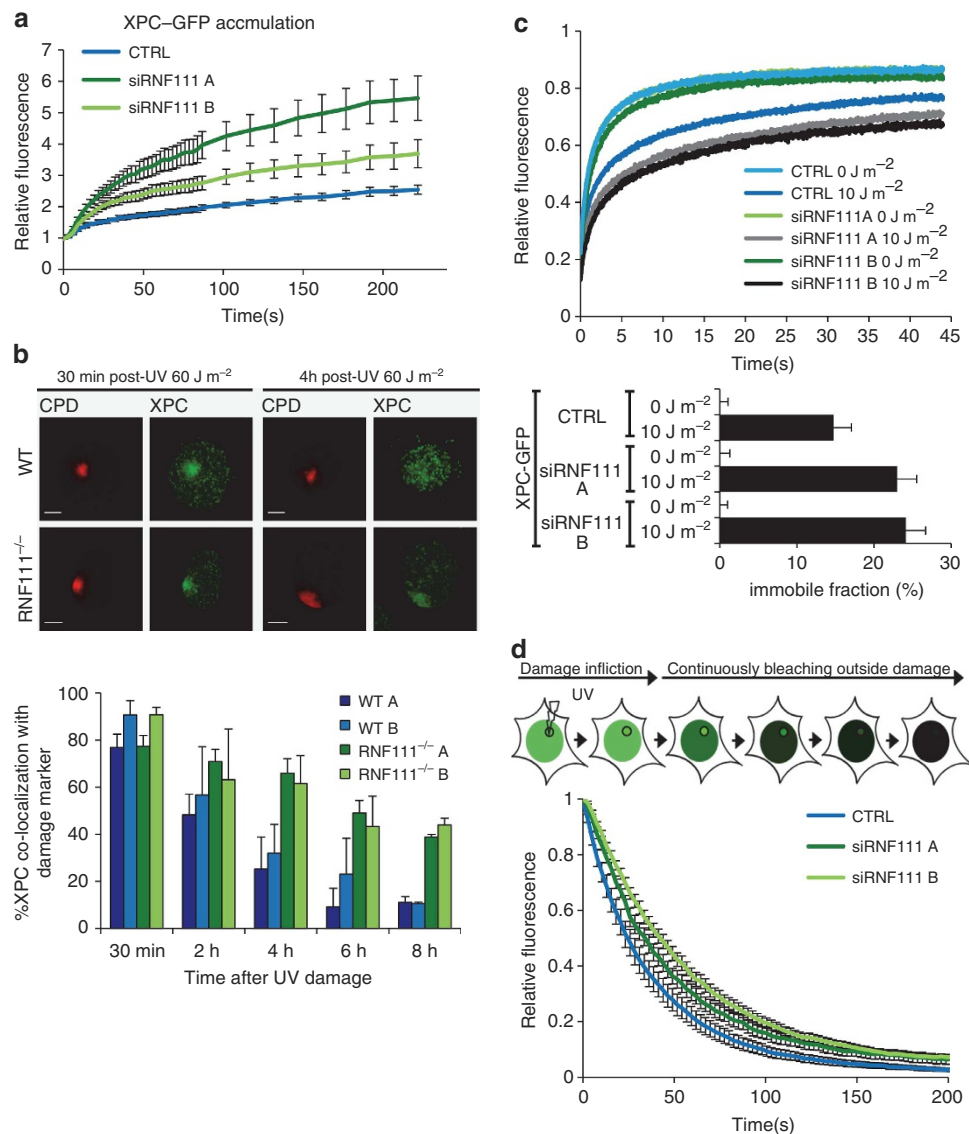 a
XPC–GFP accmulation
CTRL
siRNF111 A
siRNF111 B
Relative fluorescence
7
6
5
4
3
2
1
0
0 50 100 150 200
Time(s)
b
30 min post-UV 60 J m⁻² 4h post-UV 60 J m⁻²
CPD XPC CPD XPC
WT
RNF111⁻/⁻
%XPC co-localization with
damage marker
100
80
60
40
20
0
WT A
WT B
RNF111⁻/⁻ A
RNF111⁻/⁻ B
30 min 2 h 4 h 6 h 8 h
Time after UV damage
c
Relative fluorescence
1
0.8
0.6
0.4
0.2
0
CTRL 0 J m⁻²
CTRL 10 J m⁻²
siRNF111A 0 J m⁻²
siRNF111 A 10 J m⁻²
siRNF111 B 0 J m⁻²
siRNF111 B 10 J m⁻²
0 5 10 15 20 25 30 35 40 45
Time(s)
XPC-GFP
CTRL
0 J m⁻²
10 J m⁻²
siRNF111
A
0 J m⁻²
10 J m⁻²
siRNF111
B
0 J m⁻²
10 J m⁻²
0 10 20 30
immobile fraction (%)
d
Damage infliction Continuously bleaching outside damage
UV
Relative fluorescence
1
0.8
0.6
0.4
0.2
0
CTRL
siRNF111 A
siRNF111 B
0 50 100 150 200
Time(s)